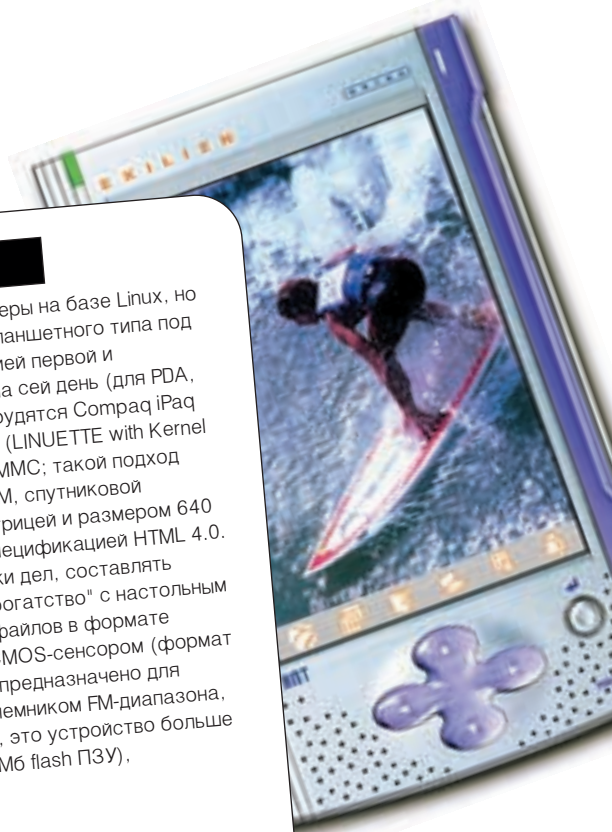 EXILIEN
еры на базе Linux, но
ланшетного типа под
ией первой и
а сей день (для PDA,
рудятся Compaq iPaq
(LINUETTE with Kernel
MMC; такой подход
М, спутниковой
трицей и размером 640
пецификацией HTML 4.0.
ки дел, составлять
богатство" с настольным
файлов в формате
MOS-сенсором (формат
предназначено для
иемником FM-диапазона,
, это устройство больше
Мб flash ПЗУ),